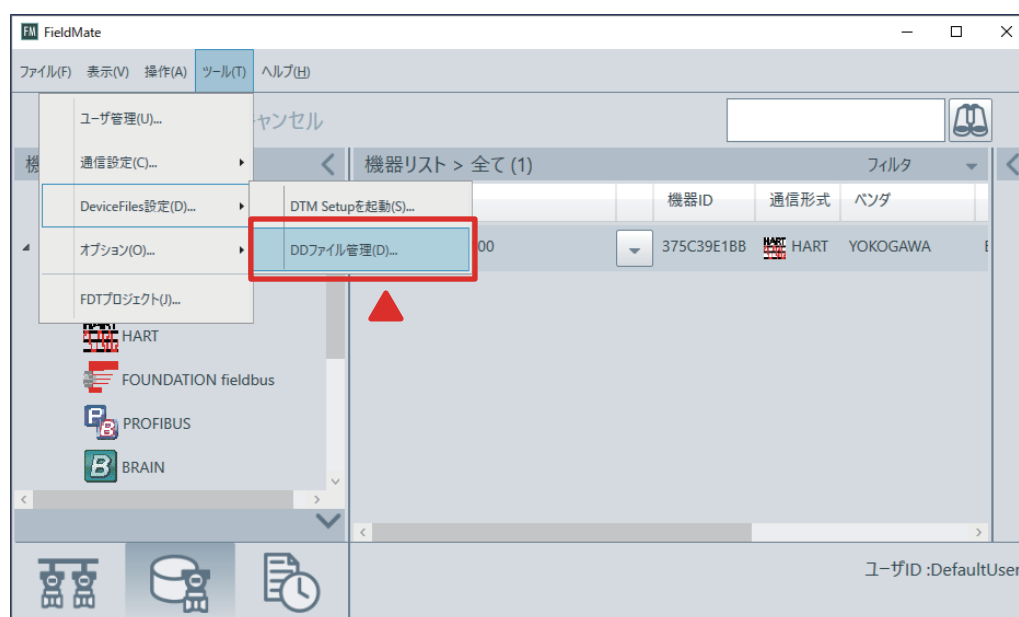 FM FieldMate
ファイル(F) 表示(V) 操作(A) ツール(T) ヘルプ(H)
ユーザ管理(U)...
キャンセル
通信設定(C)...
機器リスト > 全て (1)
フィルタ
DeviceFiles設定(D)...
DTM Setupを起動(S)...
機器ID 通信形式 ベンダ
オプション(O)...
DDファイル管理(D)...
00 375C39E1BB HART HART YOKOGAWA
FDTプロジェクト(J)...
HART
FOUNDATION fieldbus
PROFIBUS
B BRAIN
ユーザID :DefaultUser